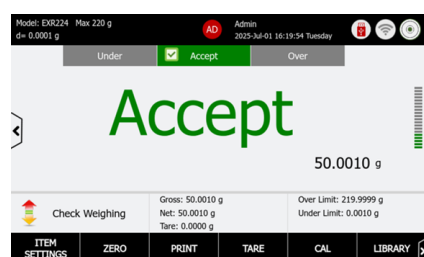 Model: EXR224 Max 220 g
d= 0.0001 g
AD
Admin
2025-Jul-01 16:19:54 Tuesday
Under
Accept
Over
Accept
50.0010 g
Check Weighing
Gross: 50.0010 g
Net: 50.0010 g
Tare: 0.0000 g
Over Limit: 219.9999 g
Under Limit: 0.0010 g
ITEM
SETTINGS
ZERO
PRINT
TARE
CAL
LIBRARY